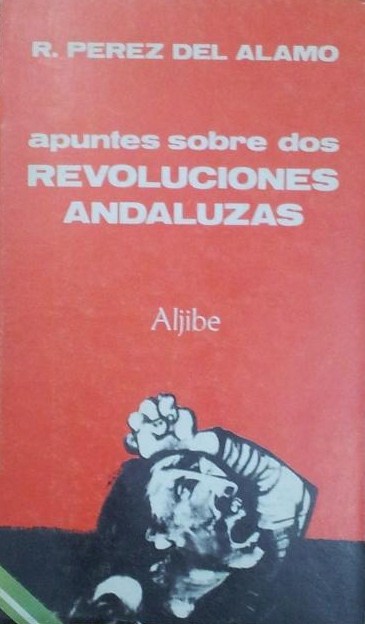 R. PEREZ DEL ALAMO
apuntes sobre dos
REVOLUCIONES
ANDALUZAS
Aljibe